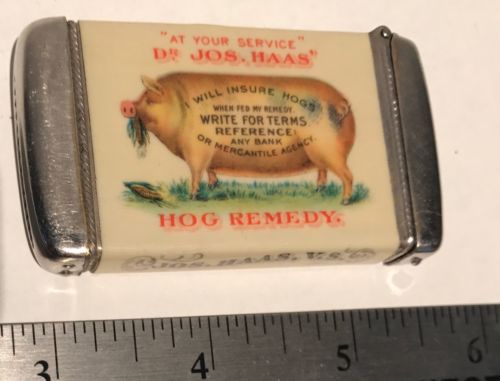 "AT YOUR SERVICE"
DR JOS. HAAS'
I WILL INSURE HOGS
WHEN FED MY REMEDY.
WRITE FOR TERMS
REFERENCE:
ANY BANK
OR MERCANTILE AGENCY.
HOG REMEDY.
JOS. HAAS, V.S.
3 4 5 6